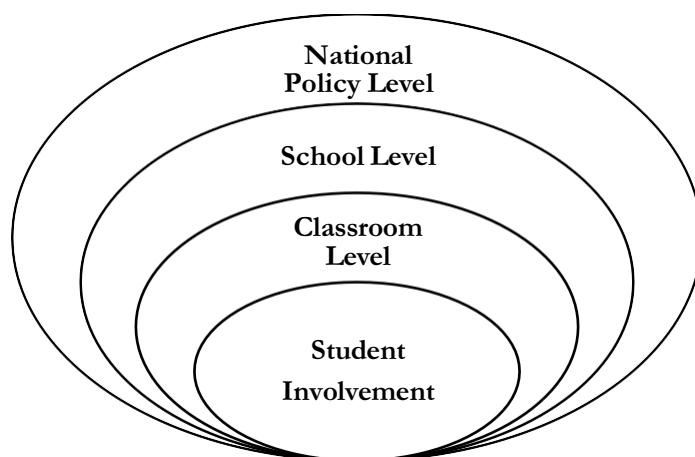 National
Policy Level
School Level
Classroom
Level
Student
Involvement